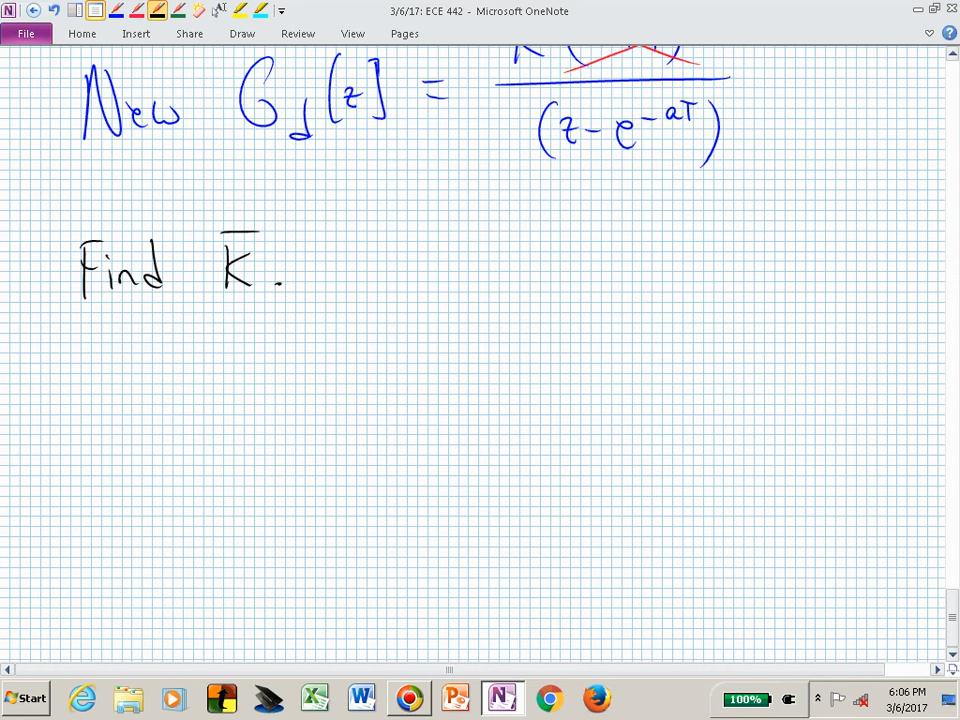 3/6/17: ECE 442 - Microsoft OneNote
File Home Insert Share Draw Review View Pages
New G_d[z] =
(z - e^{-aT})
Find K̅.
Start
100%
6:06 PM
3/6/2017